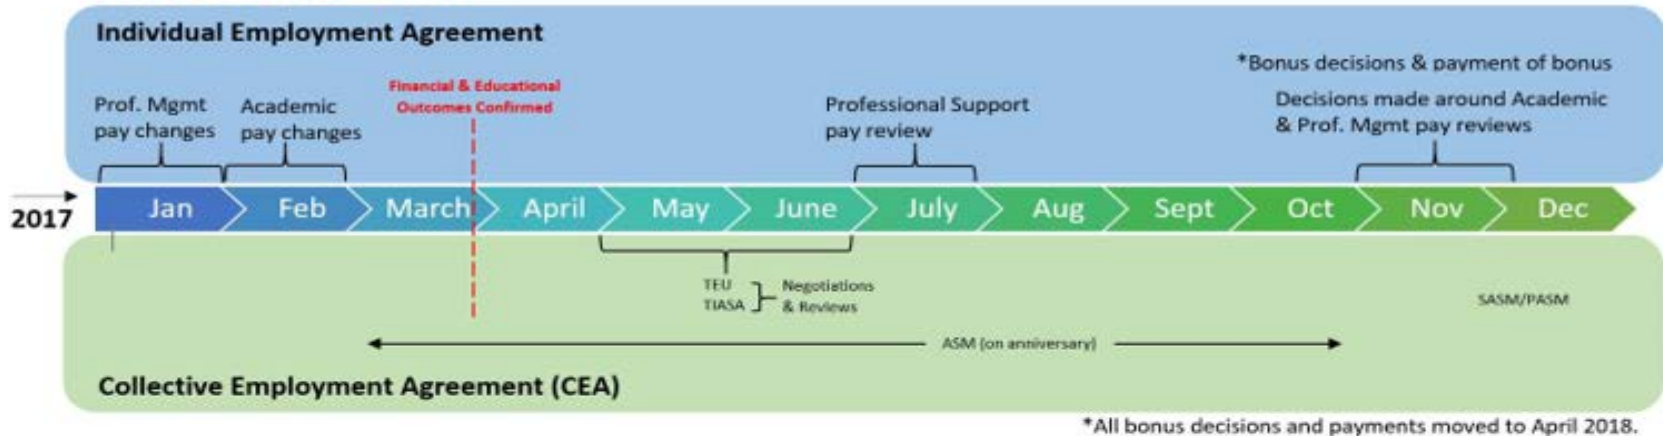 Individual Employment Agreement
*Bonus decisions & payment of bonus
Financial & Educational
Outcomes Confirmed
Prof. Mgmt
pay changes
Academic
pay changes
Professional Support
pay review
Decisions made around Academic
& Prof. Mgmt pay reviews
2017
Jan
Feb
March
April
May
June
July
Aug
Sept
Oct
Nov
Dec
TEU
TIASA
Negotiations
& Reviews
SASM/PASM
ASM (on anniversary)
Collective Employment Agreement (CEA)
*All bonus decisions and payments moved to April 2018.